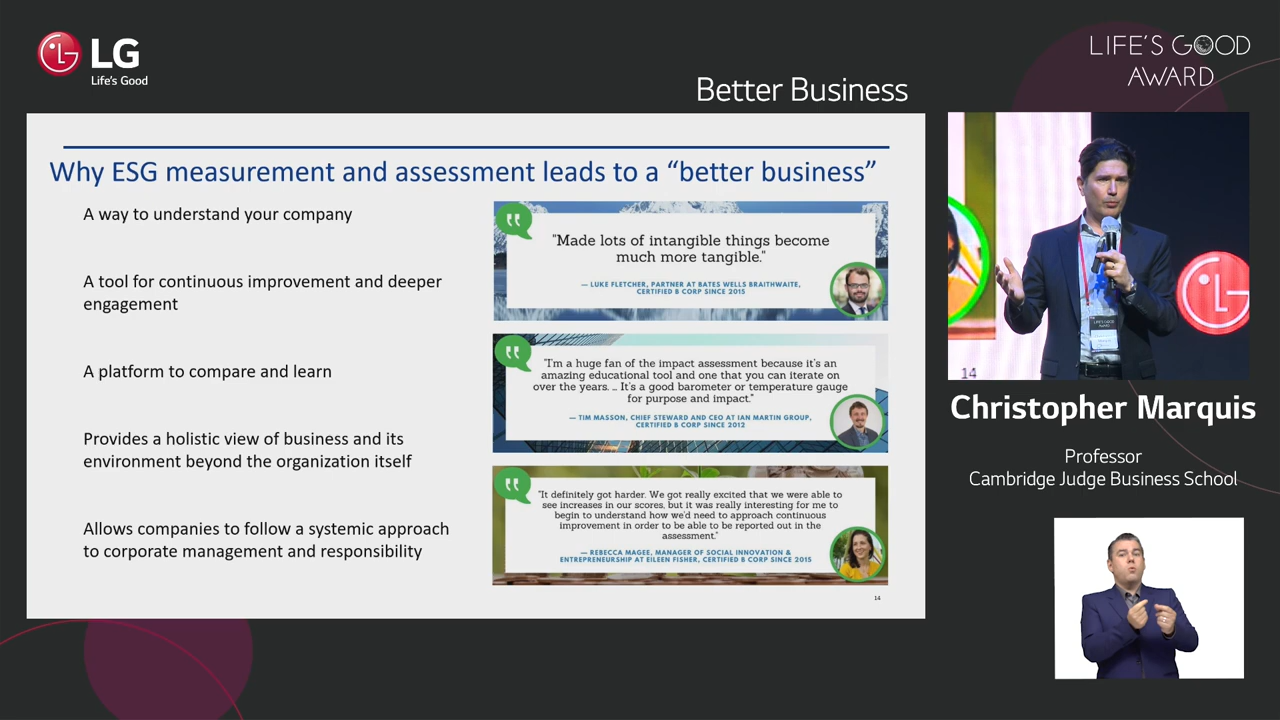 LG
Life's Good
LIFE'S GOOD
AWARD
Better Business
Why ESG measurement and assessment leads to a “better business”
A way to understand your company
A tool for continuous improvement and deeper
engagement
A platform to compare and learn
Provides a holistic view of business and its
environment beyond the organization itself
Allows companies to follow a systemic approach
to corporate management and responsibility
"Made lots of intangible things become
much more tangible."
— LUKE FLETCHER, PARTNER AT BATES WELLS BRAITHWAITE,
CERTIFIED B CORP SINCE 2015
"I'm a huge fan of the impact assessment because it's an
amazing educational tool and one that you can iterate on
over the years. ... It's a good barometer or temperature gauge
for purpose and impact."
— TIM MASSON, CHIEF STEWARD AND CEO AT IAN MARTIN GROUP,
CERTIFIED B CORP SINCE 2012
"It definitely got harder. We got really excited that we were able to
see increases in our scores, but it was really interesting for me to
begin to understand how we'd need to approach continuous
improvement in order to be able to be reported out in the
assessment."
— REBECCA MAGEE, MANAGER OF SOCIAL INNOVATION &
ENTREPRENEURSHIP AT EILEEN FISHER, CERTIFIED B CORP SINCE 2015
14
LIFE'S GOOD
AWARD
14
Christopher Marquis
Professor
Cambridge Judge Business School